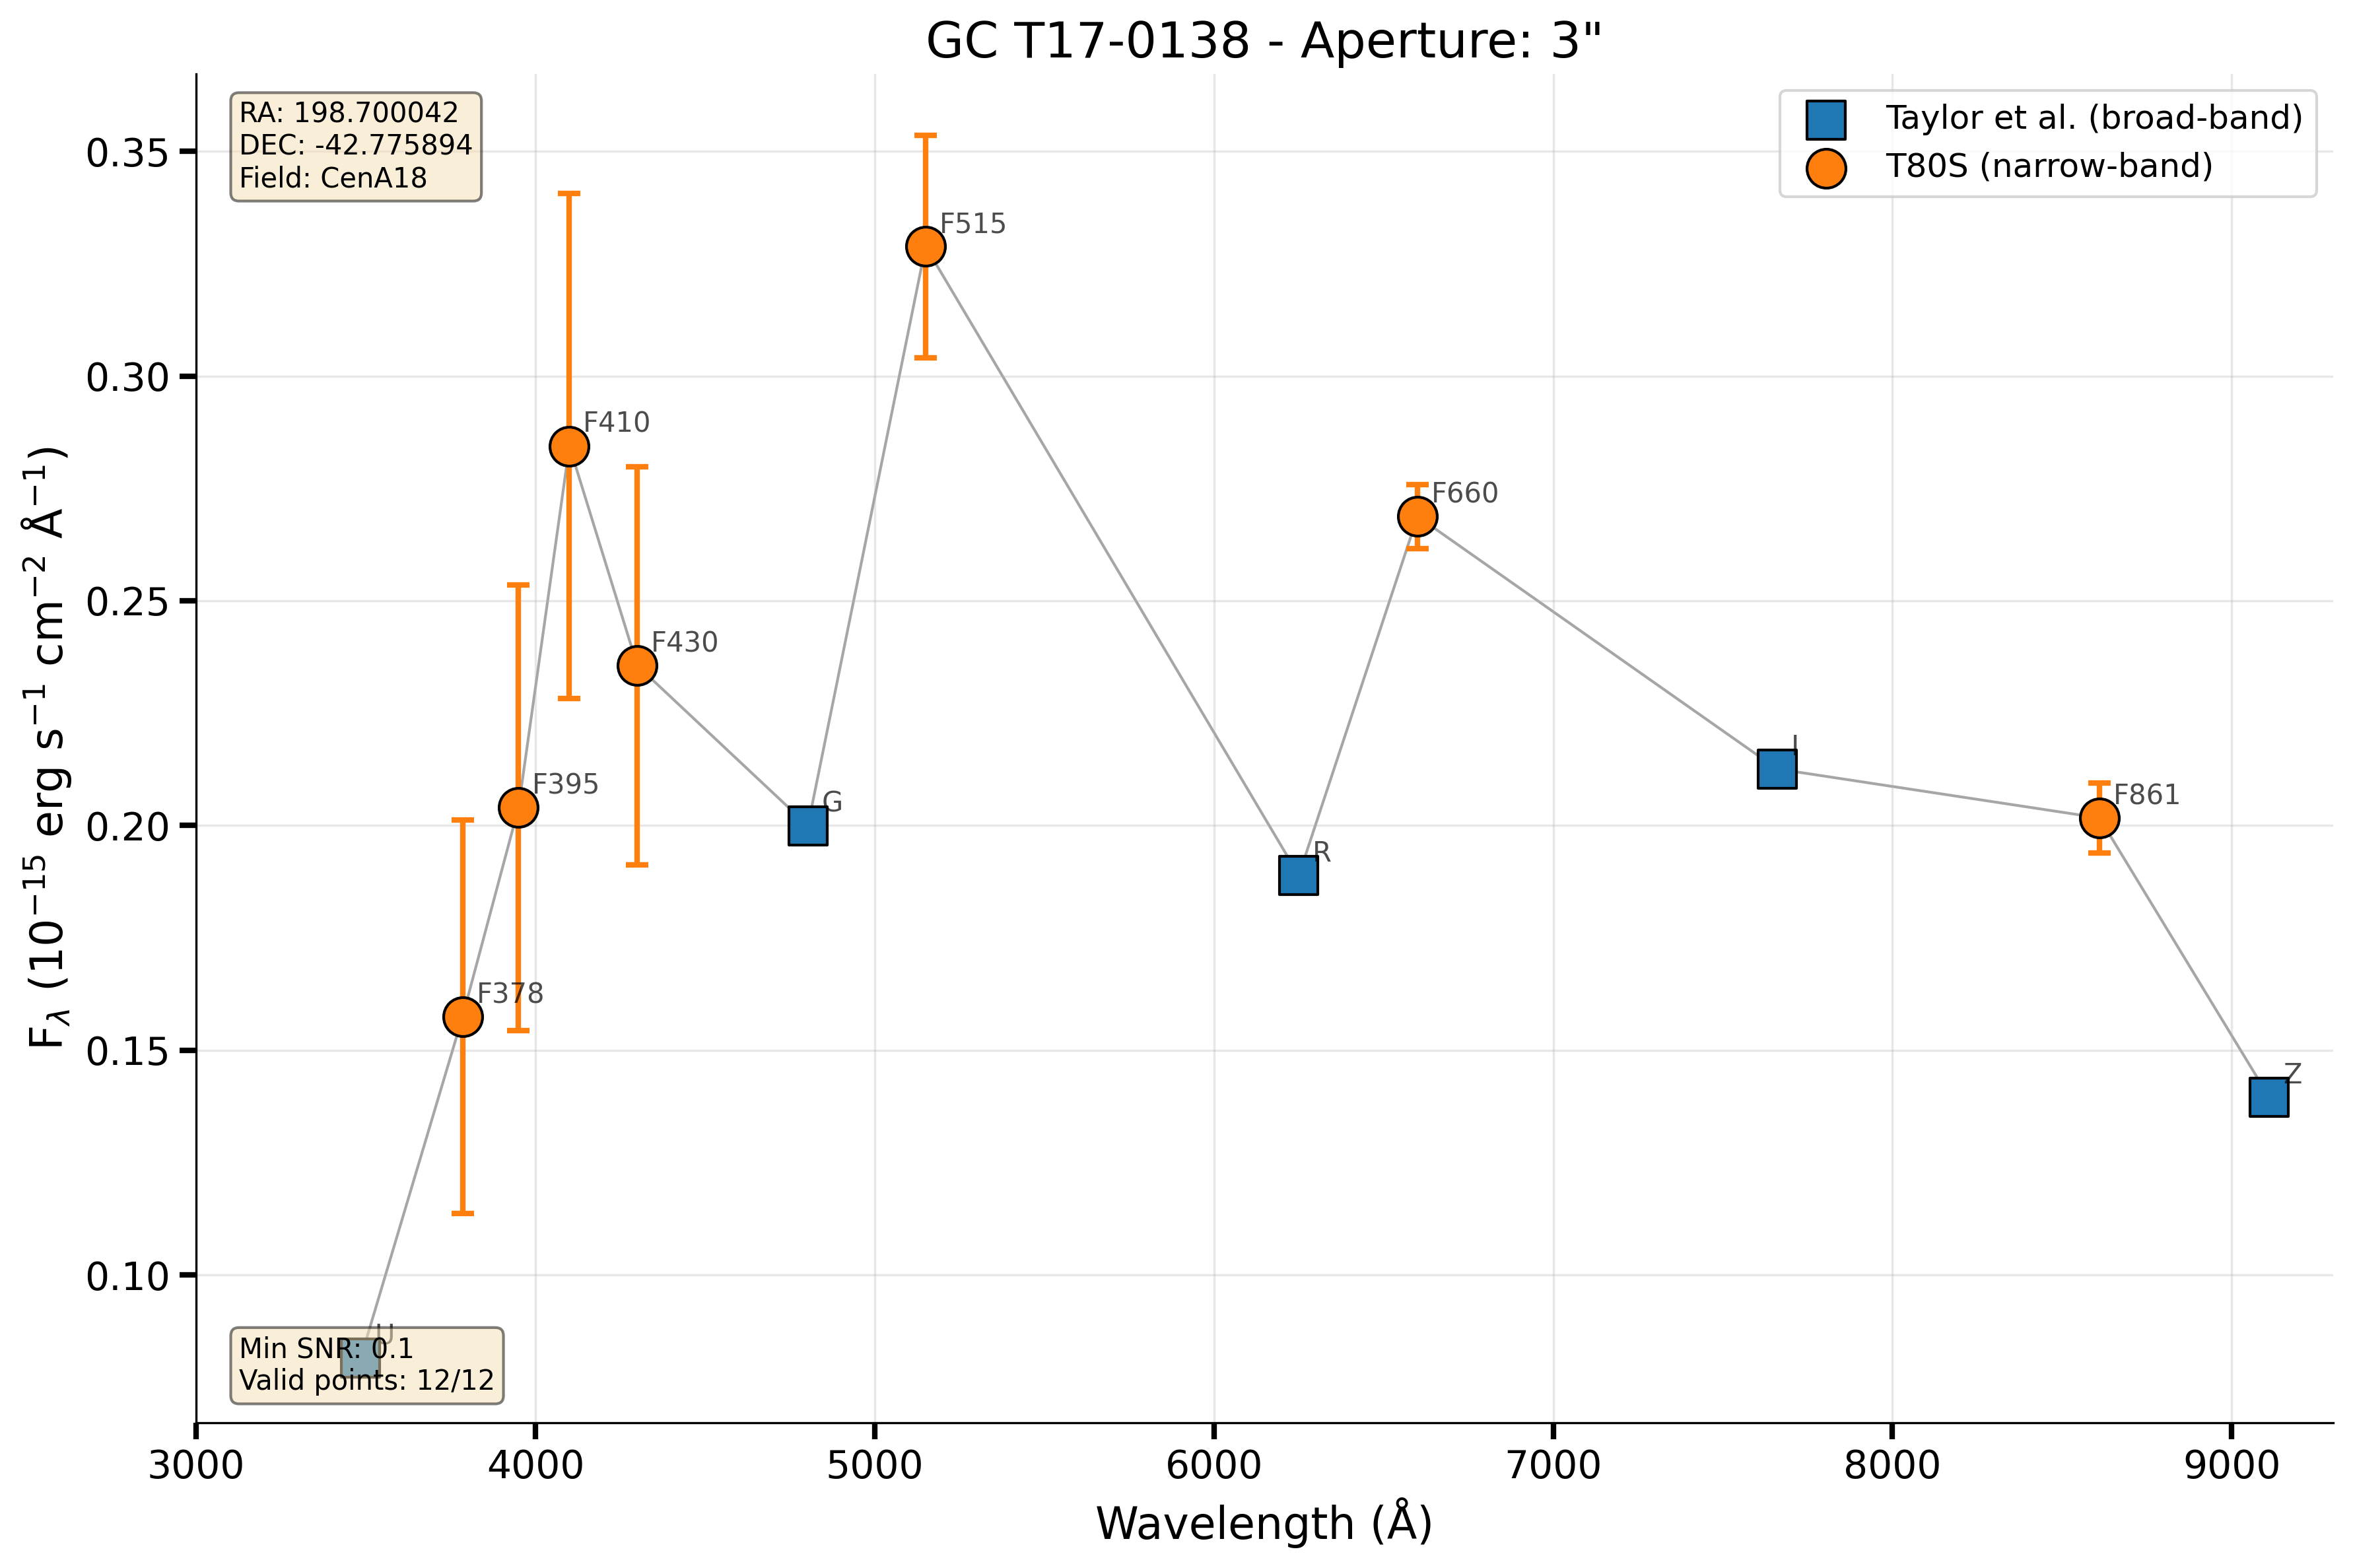 GC T17-0138 - Aperture: 3"
RA: 198.700042
DEC: -42.775894
Field: CenA18
Taylor et al. (broad-band)
T80S (narrow-band)
F515
F410
F660
F430
F395
G
R
I
F861
F378
Z
U
Min SNR: 0.1
Valid points: 12/12
0.35
0.30
0.25
0.20
0.15
0.10
F_λ (10⁻¹⁵ erg s⁻¹ cm⁻² Å⁻¹)
3000 4000 5000 6000 7000 8000 9000
Wavelength (Å)